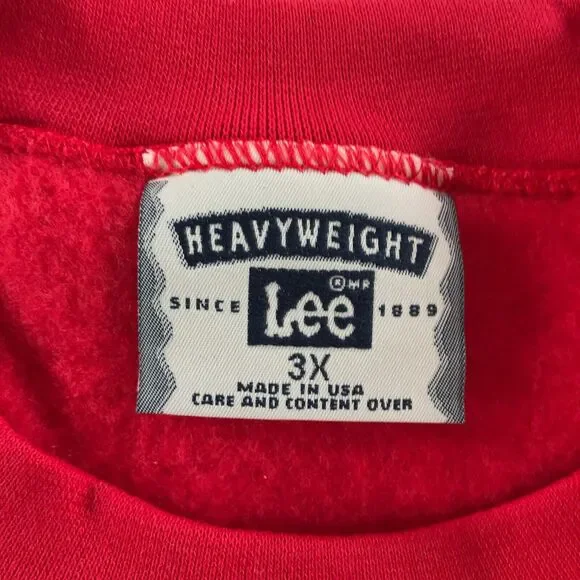 HEAVYWEIGHT
® MR
SINCE Lee 1889
3X
MADE IN USA
CARE AND CONTENT OVER